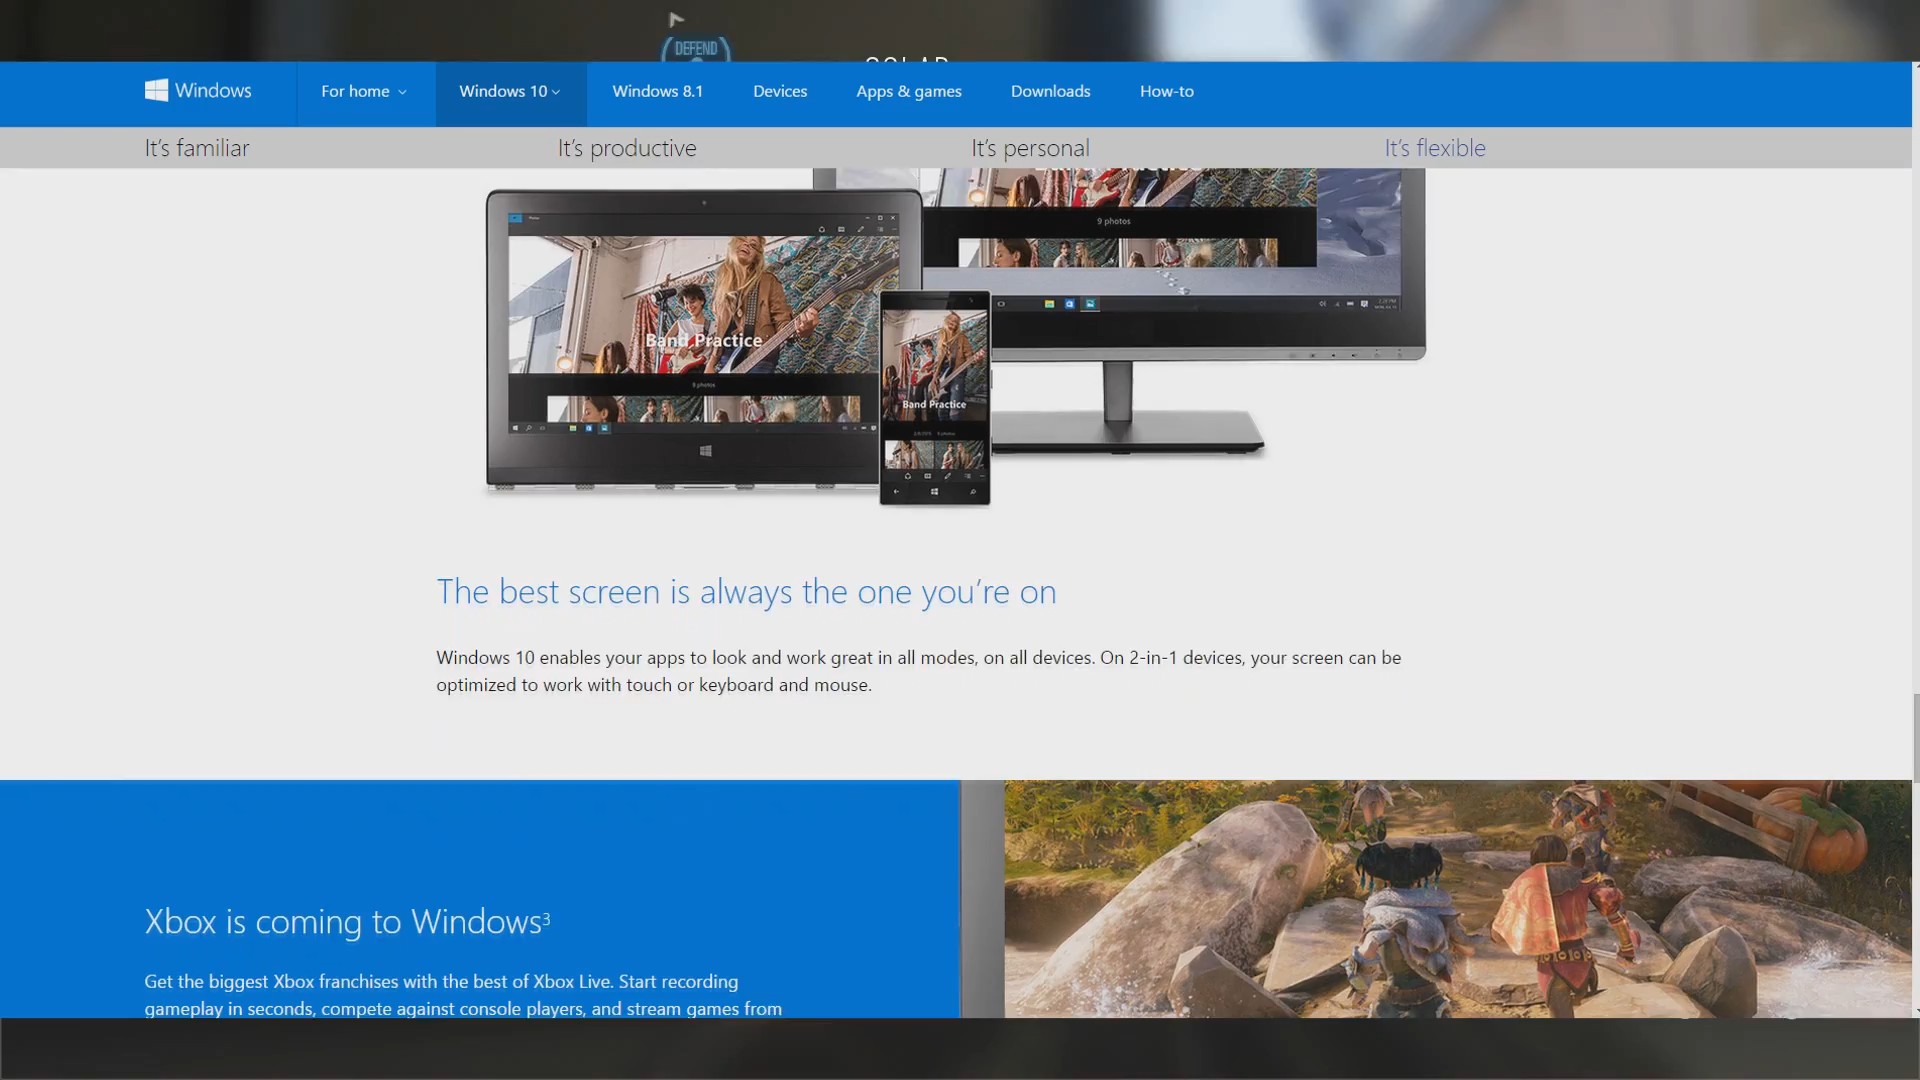 DEFEND
Windows
For home
Windows 10
Windows 8.1
Devices
Apps & games
Downloads
How-to
It's familiar
It's productive
It's personal
It's flexible
9 photos
Band Practice
9 photos
Band Practice
The best screen is always the one you're on
Windows 10 enables your apps to look and work great in all modes, on all devices. On 2-in-1 devices, your screen can be
optimized to work with touch or keyboard and mouse.
Xbox is coming to Windows3
Get the biggest Xbox franchises with the best of Xbox Live. Start recording
gameplay in seconds, compete against console players, and stream games from